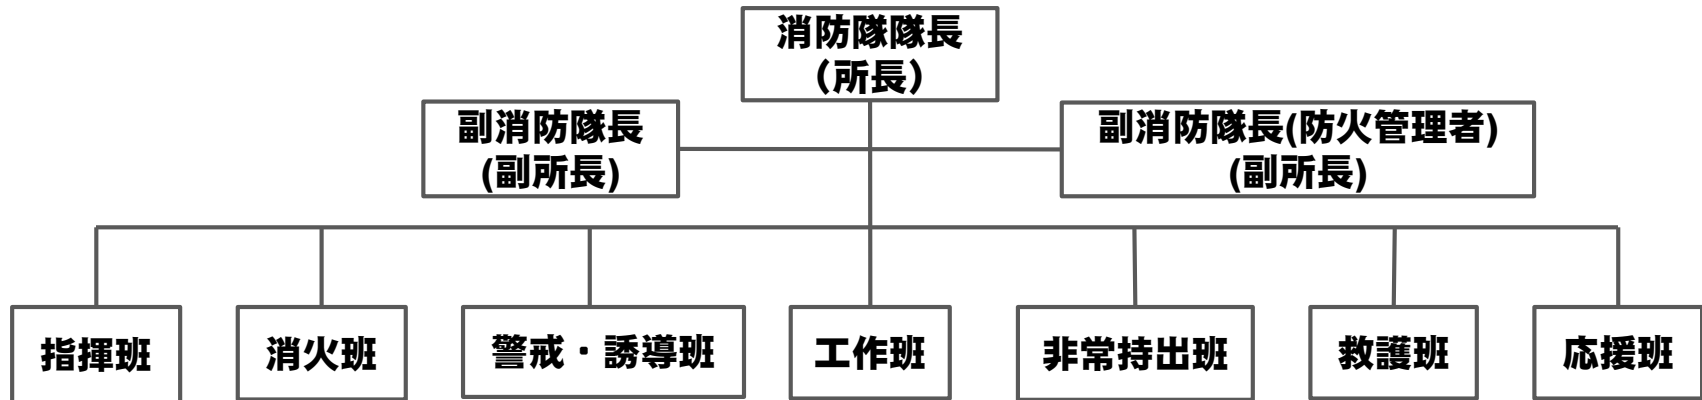 消防隊隊長
（所長）
副消防隊長
(副所長)
副消防隊長(防火管理者)
(副所長)
指揮班
消火班
警戒・誘導班
工作班
非常持出班
救護班
応援班